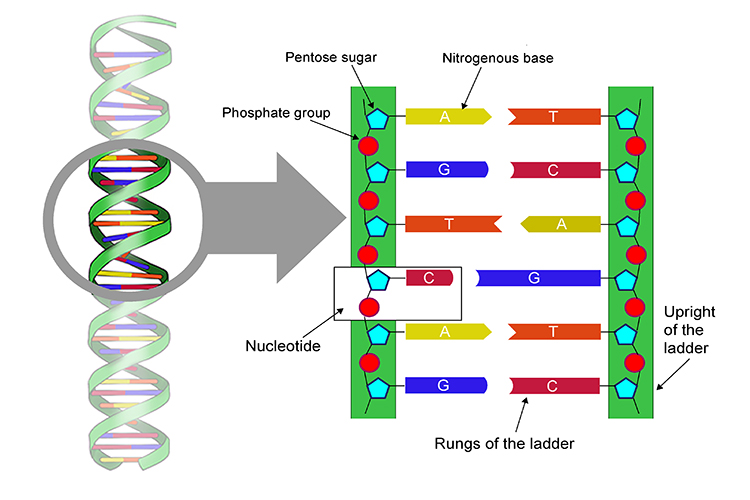 Pentose sugar
Nitrogenous base
Phosphate group
A T
G C
T A
C G
Nucleotide
Upright
of the
ladder
A T
G C
Rungs of the ladder